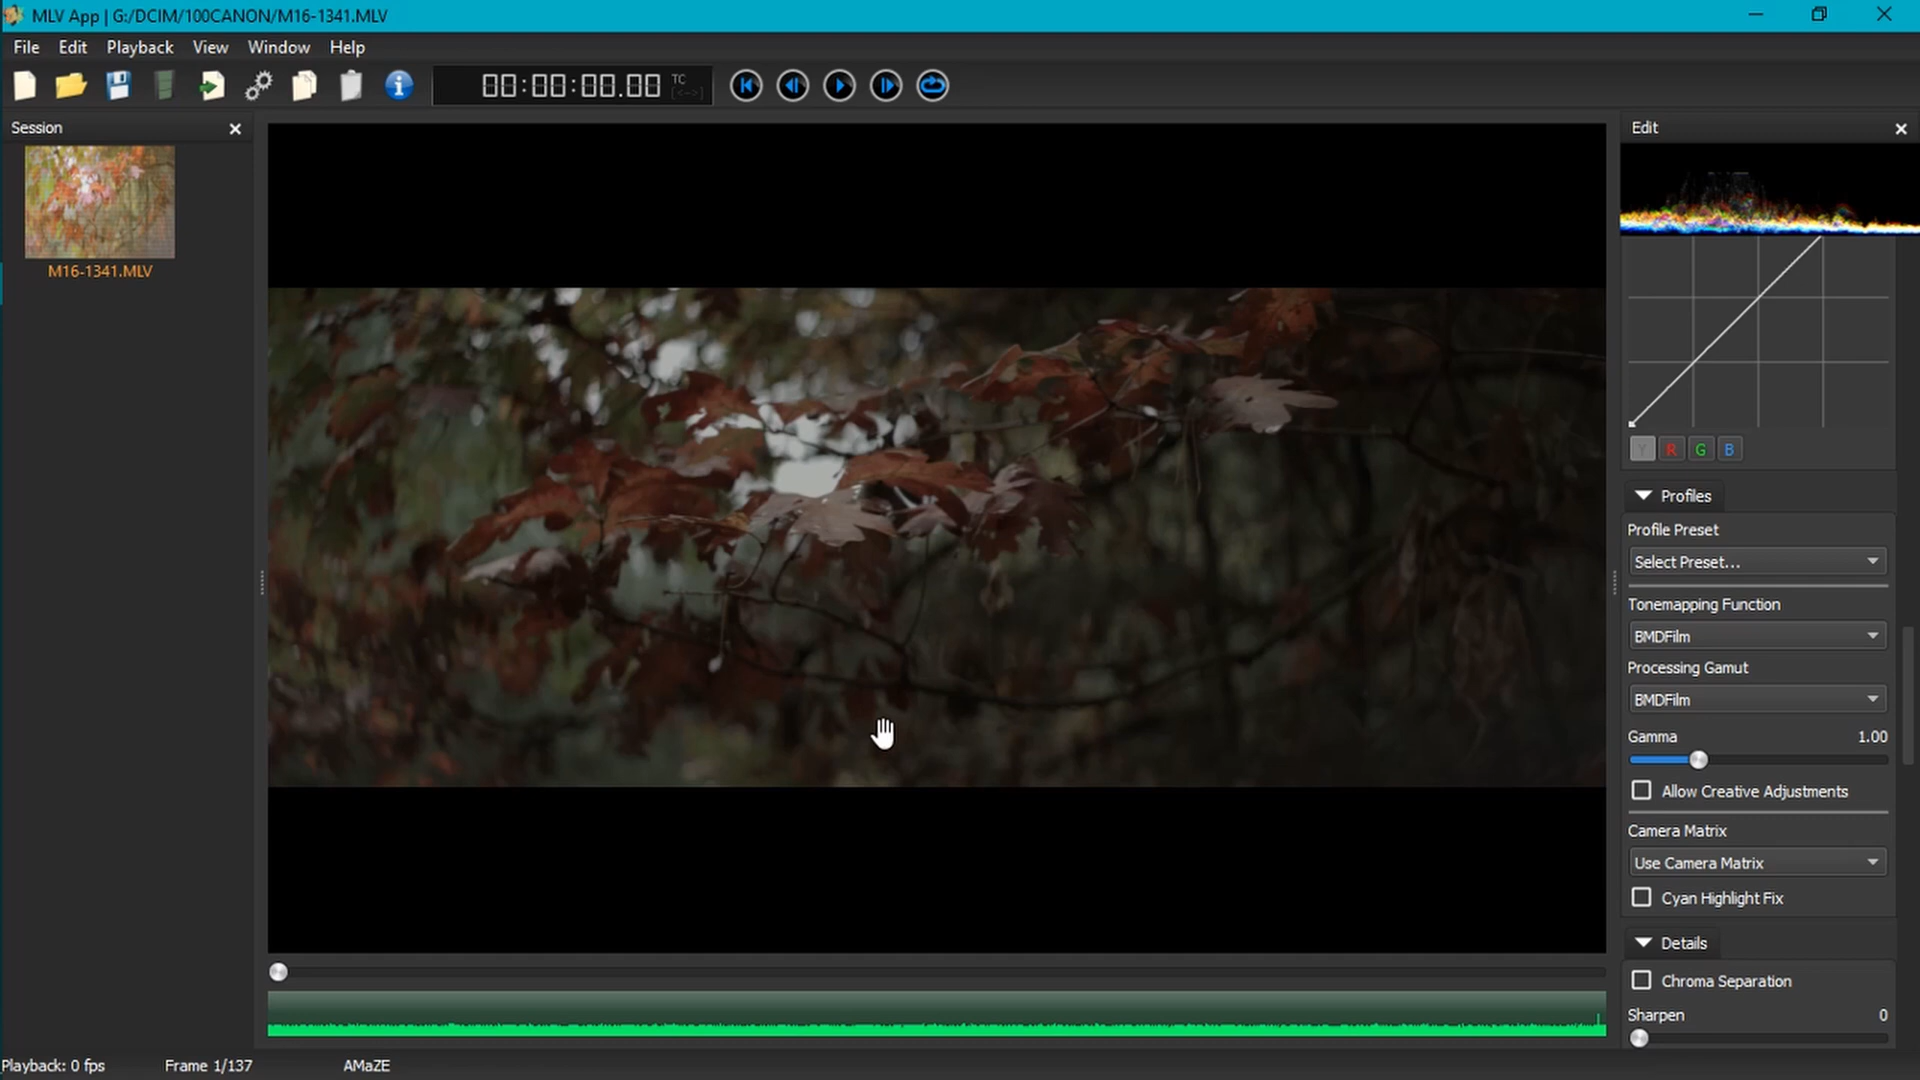 MLV App | G:/DCIM/100CANON/M16-1341.MLV
File Edit Playback View Window Help
00:00:00.00 TC
[<-->]
Session
M16-1341.MLV
Edit
Y R G B
Profiles
Profile Preset
Select Preset...
Tonemapping Function
BMDFilm
Processing Gamut
BMDFilm
Gamma 1.00
Allow Creative Adjustments
Camera Matrix
Use Camera Matrix
Cyan Highlight Fix
Details
Chroma Separation
Sharpen 0
Playback: 0 fps Frame 1/137 AMaZE